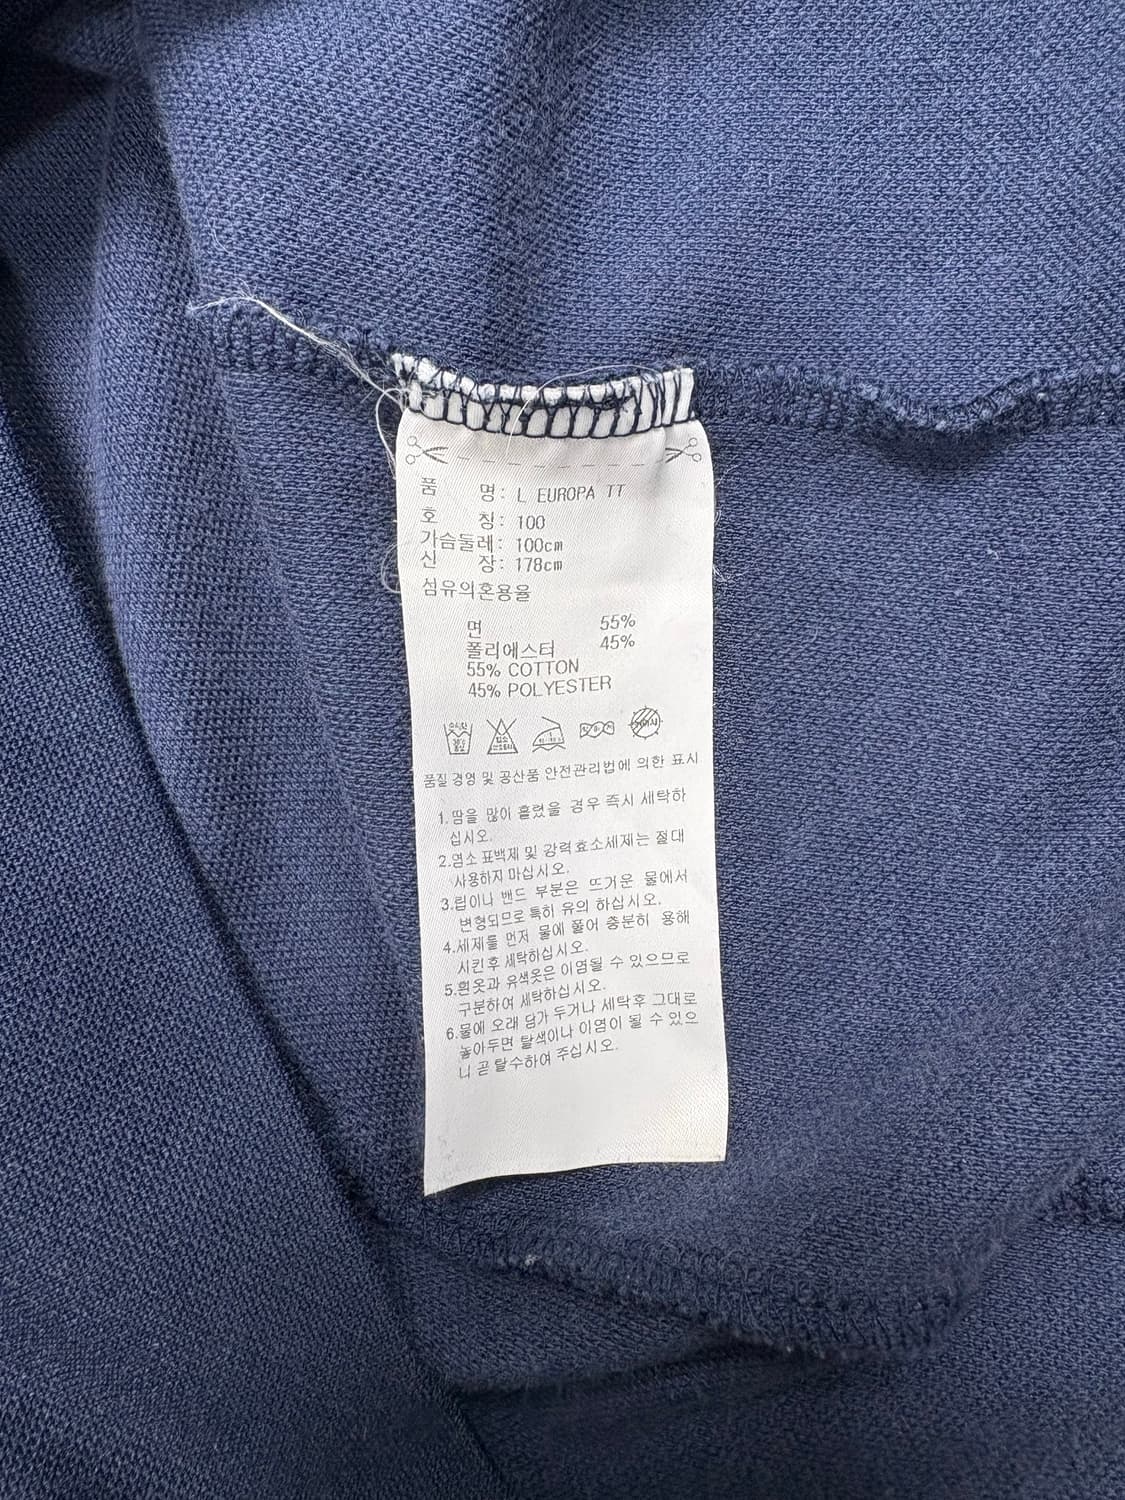 품 명: L EUROPA TT
호 칭: 100
가슴둘레: 100cm
신 장: 178cm
섬유의혼용율
면 55%
폴리에스터 45%
55% COTTON
45% POLYESTER
품질경영 및 공산품 안전관리법에 의한 표시
1.땀을 많이 흘렸을 경우 즉시 세탁하
십시오.
2.염소 표백제 및 강력효소세제는 절대
사용하지 마십시오.
3.립이나 밴드 부분은 뜨거운 물에서
변형되므로 특히 유의 하십시오.
4.세제를 먼저 물에 풀어 충분히 용해
시킨후 세탁하십시오.
5.흰옷과 유색옷은 이염될 수 있으므로
구분하여 세탁하십시오.
6.물에 오래 담가 두거나 세탁후 그대로
놓아두면 탈색이나 이염이 될 수 있으
니 곧 탈수하여 주십시오.